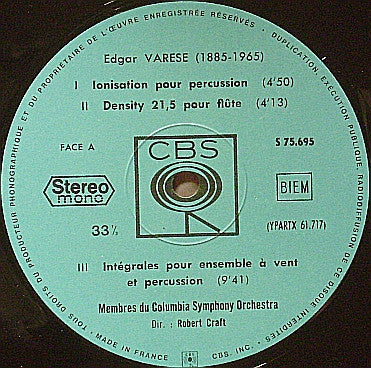 TOUS DROITS DU PRODUCTEUR PHONOGRAPHIQUE ET DU PROPRIETAIRE DE L'ŒUVRE ENREGISTRÉE RÉSERVÉS - DUPLICATION, EXÉCUTION PUBLIQUE, RADIODIFFUSION DE CE DISQUE INTERDITES
Edgar VARESE (1885-1965)
I Ionisation pour percussion (4'50)
II Density 21,5 pour flûte (4'13)
FACE A
CBS
S 75.695
Stereo
mono
BIEM
33⅓
(YPARTX 61.717)
III Intégrales pour ensemble à vent
et percussion (9'41)
Membres du Columbia Symphony Orchestra
Dir. : Robert Craft
MADE IN FRANCE
CBS
CBS. INC.